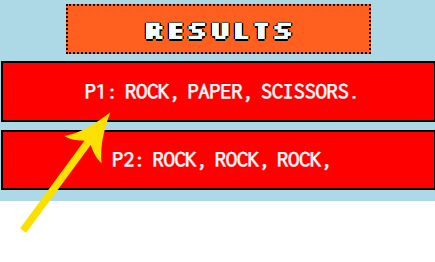 RESULTS
P1: ROCK, PAPER, SCISSORS.
P2: ROCK, ROCK, ROCK,